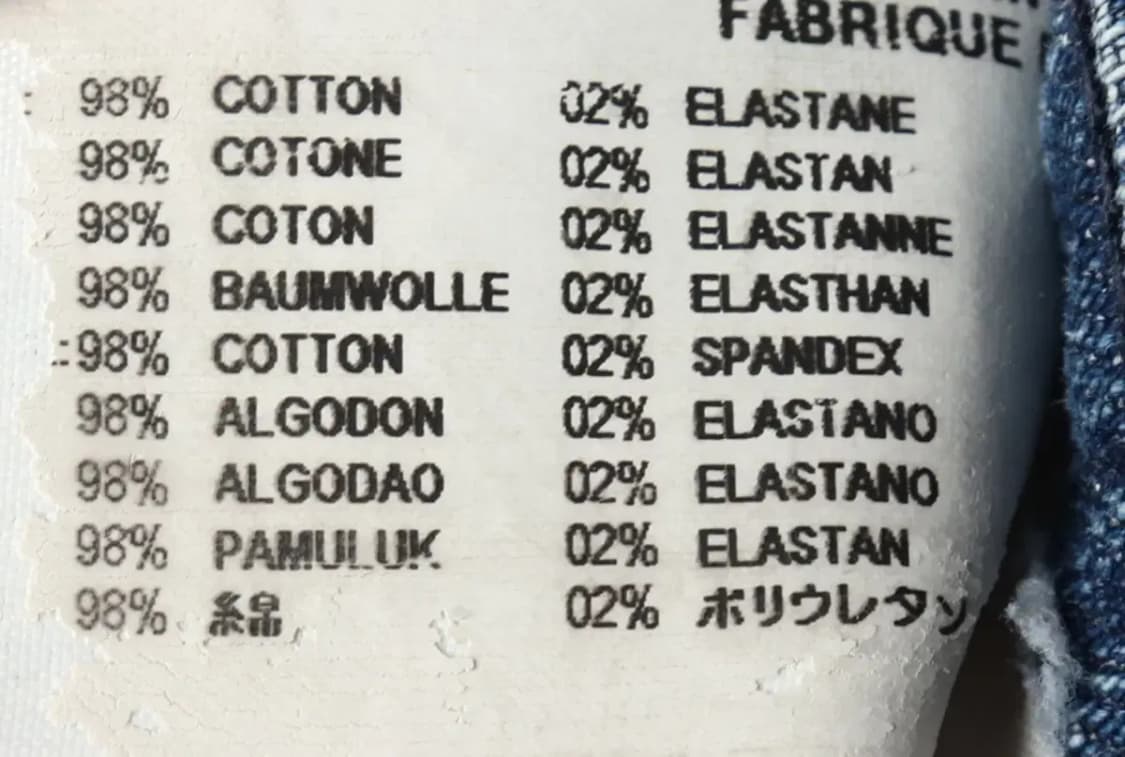 FABRIQUE
: 98% COTTON 02% ELASTANE
98% COTONE 02% ELASTAN
98% COTON 02% ELASTANNE
98% BAUMWOLLE 02% ELASTHAN
: 98% COTTON 02% SPANDEX
98% ALGODON 02% ELASTANO
98% ALGODAO 02% ELASTANO
98% PAMULUK 02% ELASTAN
98% 綿 02% ポリウレタン